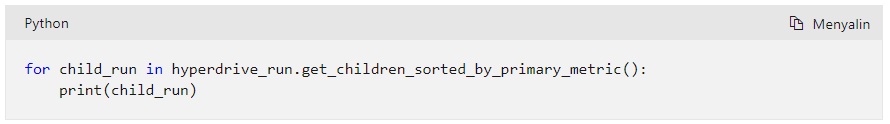 Python Menyalin
for child_run in hyperdrive_run.get_children_sorted_by_primary_metric():
    print(child_run)